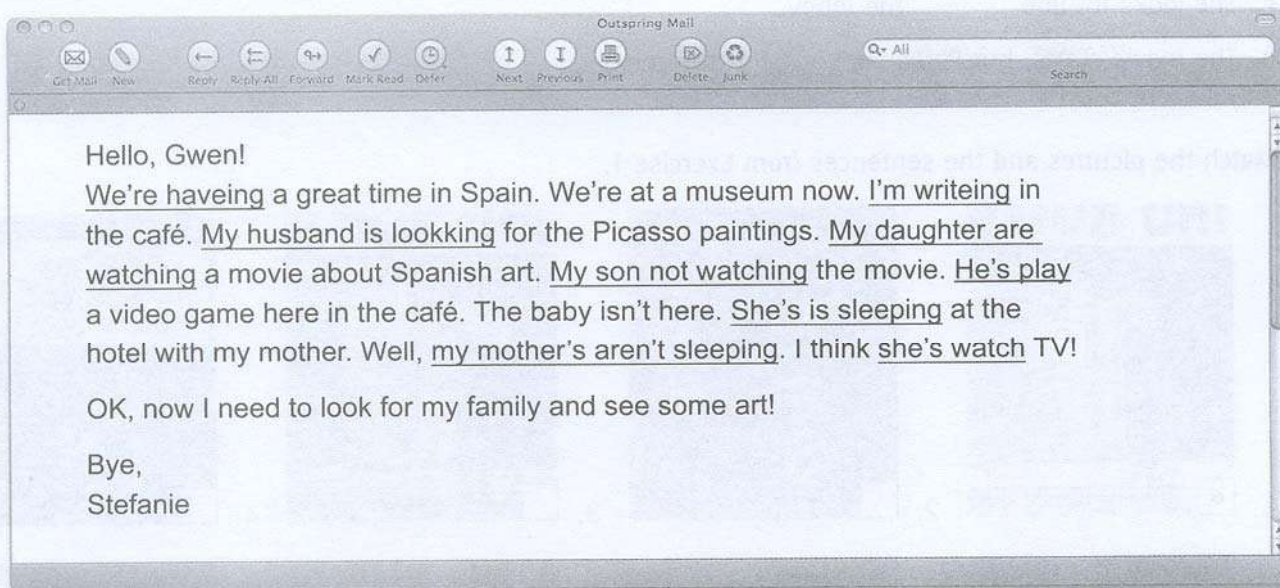 Outspring Mail
Get Mail New Reply Reply All Forward Mark Read Defer Next Previous Print Delete Junk
All
Search
Hello, Gwen!
We're haveing a great time in Spain. We're at a museum now. I'm writeing in
the café. My husband is lookking for the Picasso paintings. My daughter are
watching a movie about Spanish art. My son not watching the movie. He's play
a video game here in the café. The baby isn't here. She's is sleeping at the
hotel with my mother. Well, my mother's aren't sleeping. I think she's watch TV!
OK, now I need to look for my family and see some art!
Bye,
Stefanie